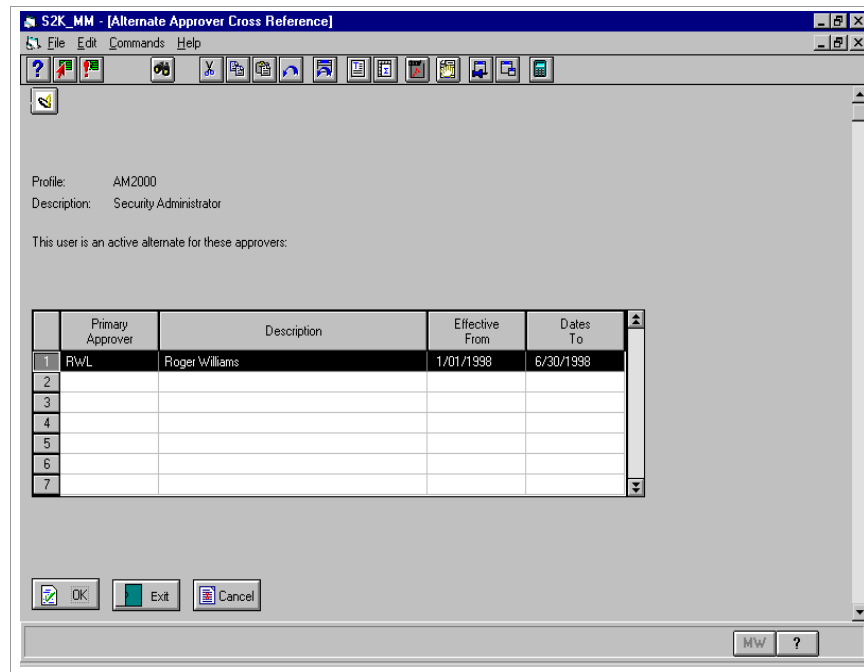 S2K_MM - [Alternate Approver Cross Reference]
File Edit Commands Help
Profile: AM2000
Description: Security Administrator
This user is an active alternate for these approvers:
Primary Approver Description Effective From Dates To
1 RWL Roger Williams 1/01/1998 6/30/1998
2
3
4
5
6
7
OK Exit Cancel
MW ?